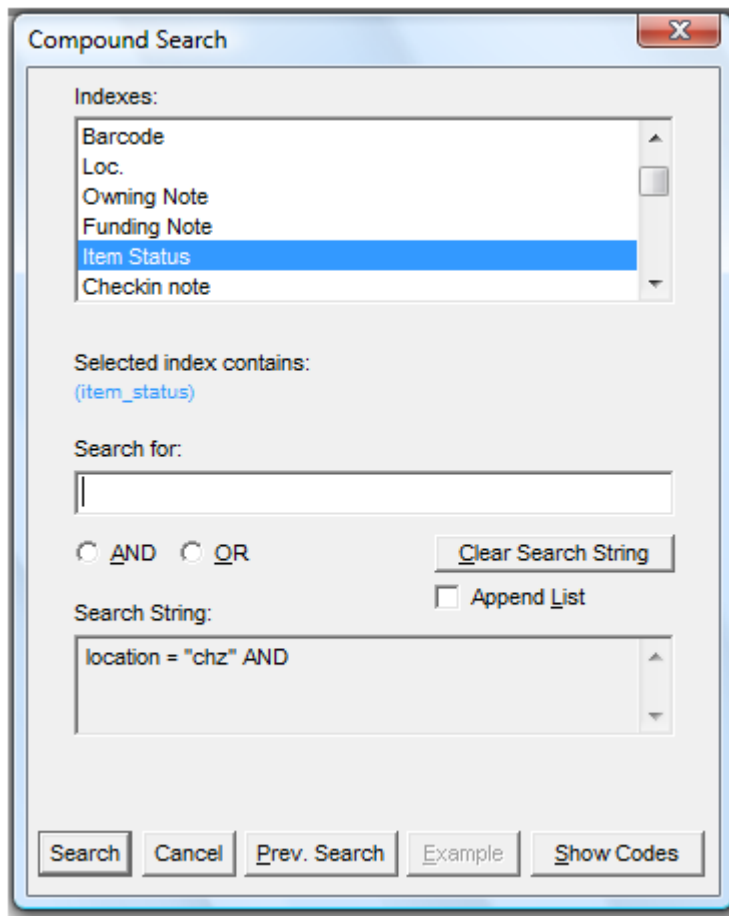 Compound Search
X
Indexes:
Barcode
Loc.
Owning Note
Funding Note
Item Status
Checkin note
Selected index contains:
(item_status)
Search for:
AND OR Clear Search String
Append List
Search String:
location = "chz" AND
Search Cancel Prev. Search Example Show Codes